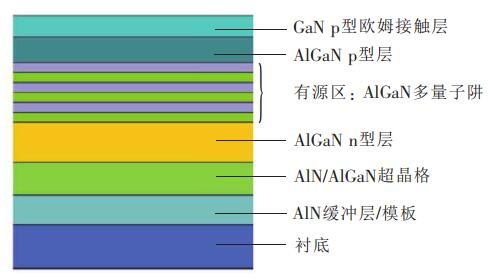 GaN p型欧姆接触层
AlGaN p型层
有源区：AlGaN多量子阱
AlGaN n型层
AlN/AlGaN超晶格
AlN缓冲层/模板
衬底